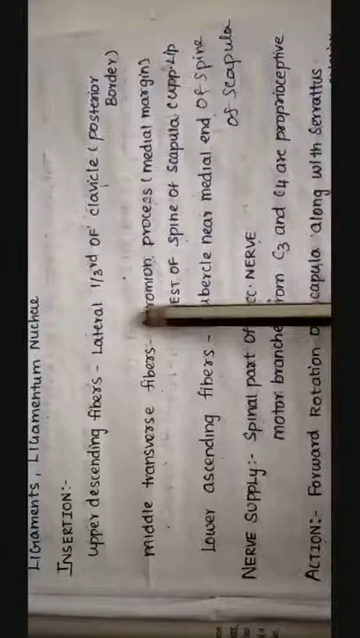 Ligaments, Ligamentum Nuchae
INSERTION:-
Upper descending fibers- Lateral 1/3rd OF clavicle (posterior
Border)
Middle transverse fibers- romion process (medial margin)
EST OF spine Of scapula (upp. Lip
Lower ascending fibers - ubercle near medial end Of spine
Of scapula
NERVE SUPPLY:- Spinal part Of CC. NERVE
motor branche rom C3 and C4 are proprioceptive
ACTION:- Forward Rotation o capula along with Serrattus